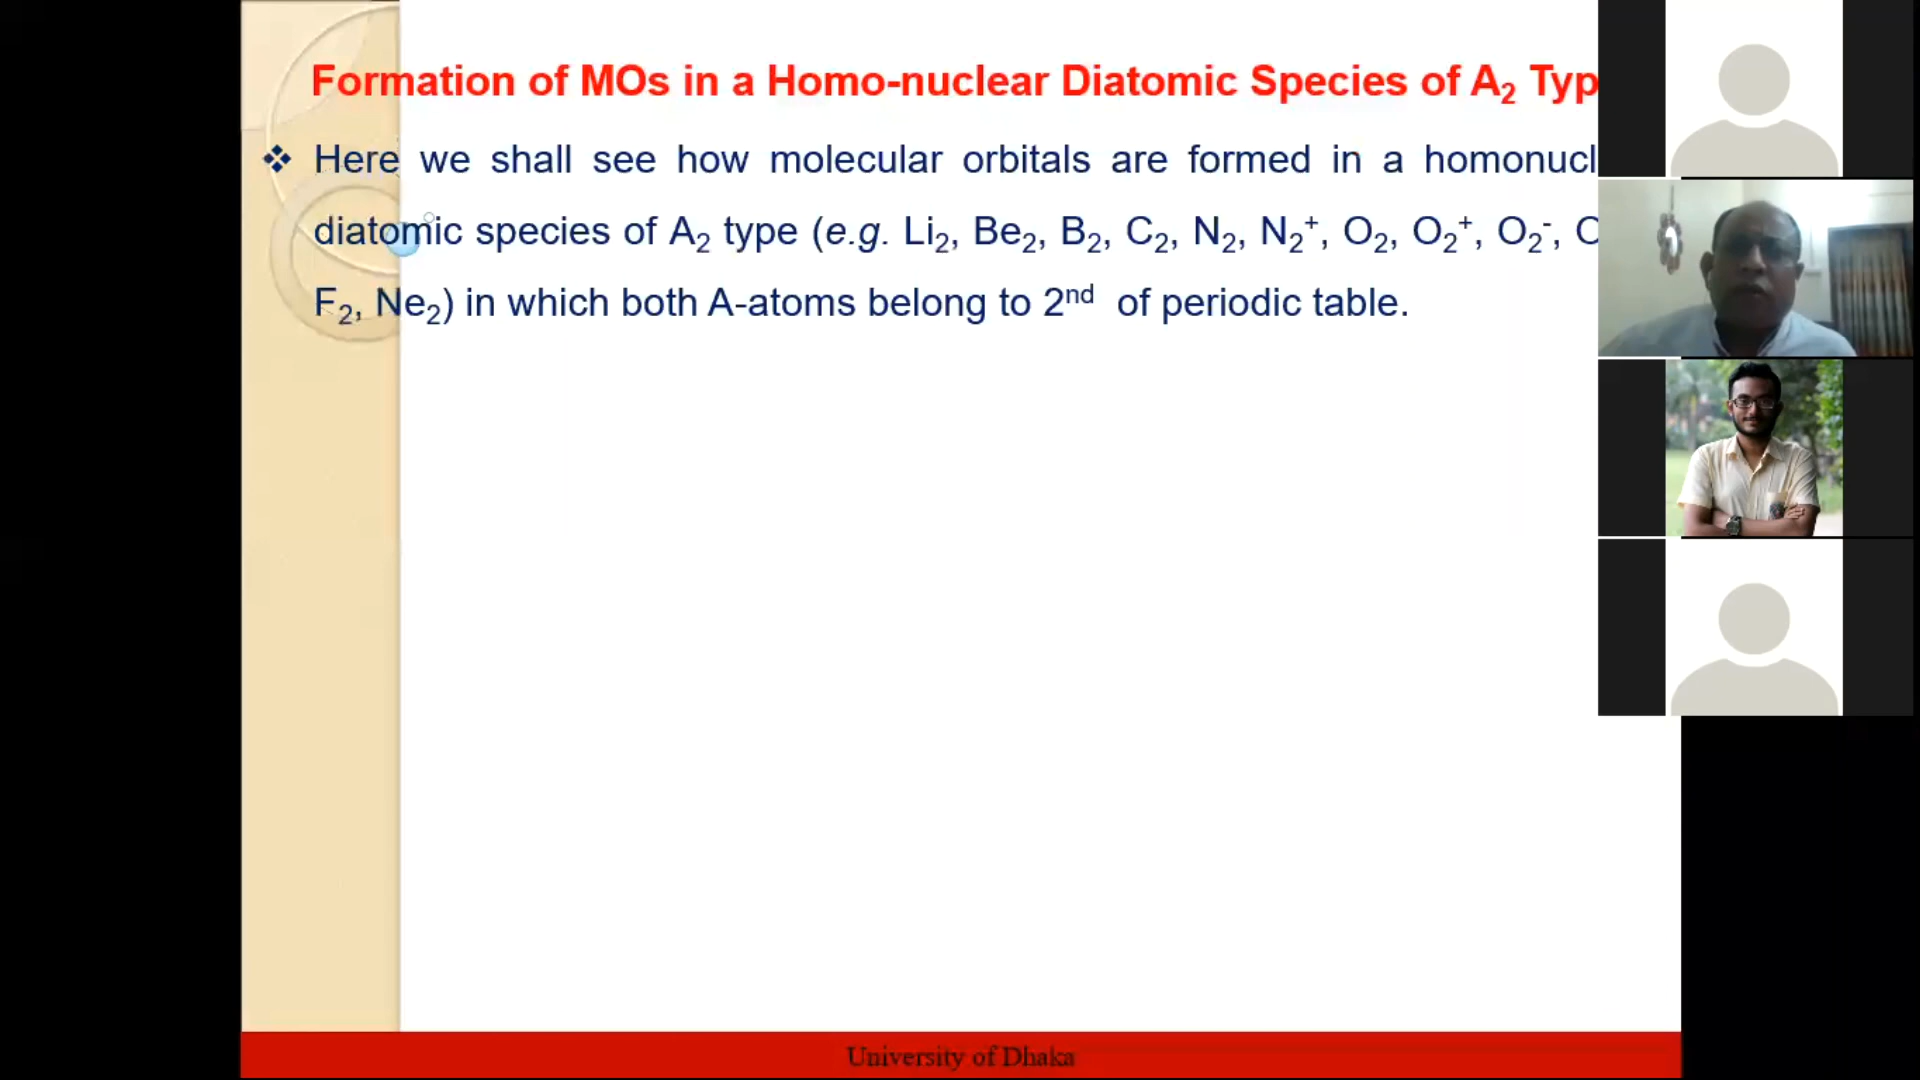 Formation of MOs in a Homo-nuclear Diatomic Species of A₂ Typ
❖ Here we shall see how molecular orbitals are formed in a homonucl
diatomic species of A₂ type (e.g. Li₂, Be₂, B₂, C₂, N₂, N₂⁺, O₂, O₂⁺, O₂⁻,
F₂, Ne₂) in which both A-atoms belong to 2ⁿᵈ of periodic table.
University of Dhaka